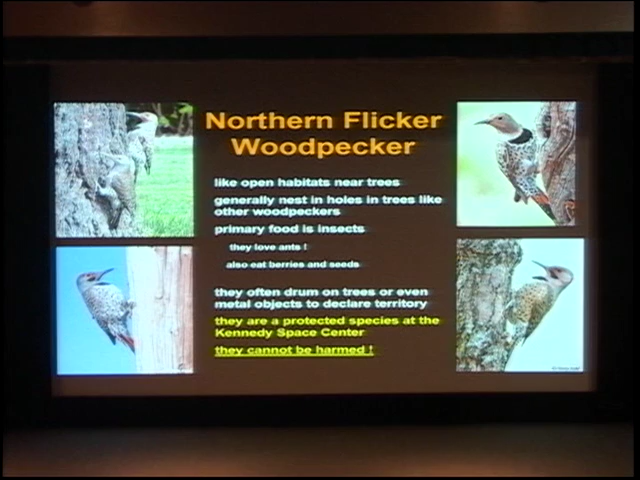 Northern Flicker
Woodpecker
like open habitats near trees
generally nest in holes in trees like
other woodpeckers
primary food is insects
they love ants !
also eat berries and seeds
they often drum on trees or even
metal objects to declare territory
they are a protected species at the
Kennedy Space Center
they cannot be harmed !